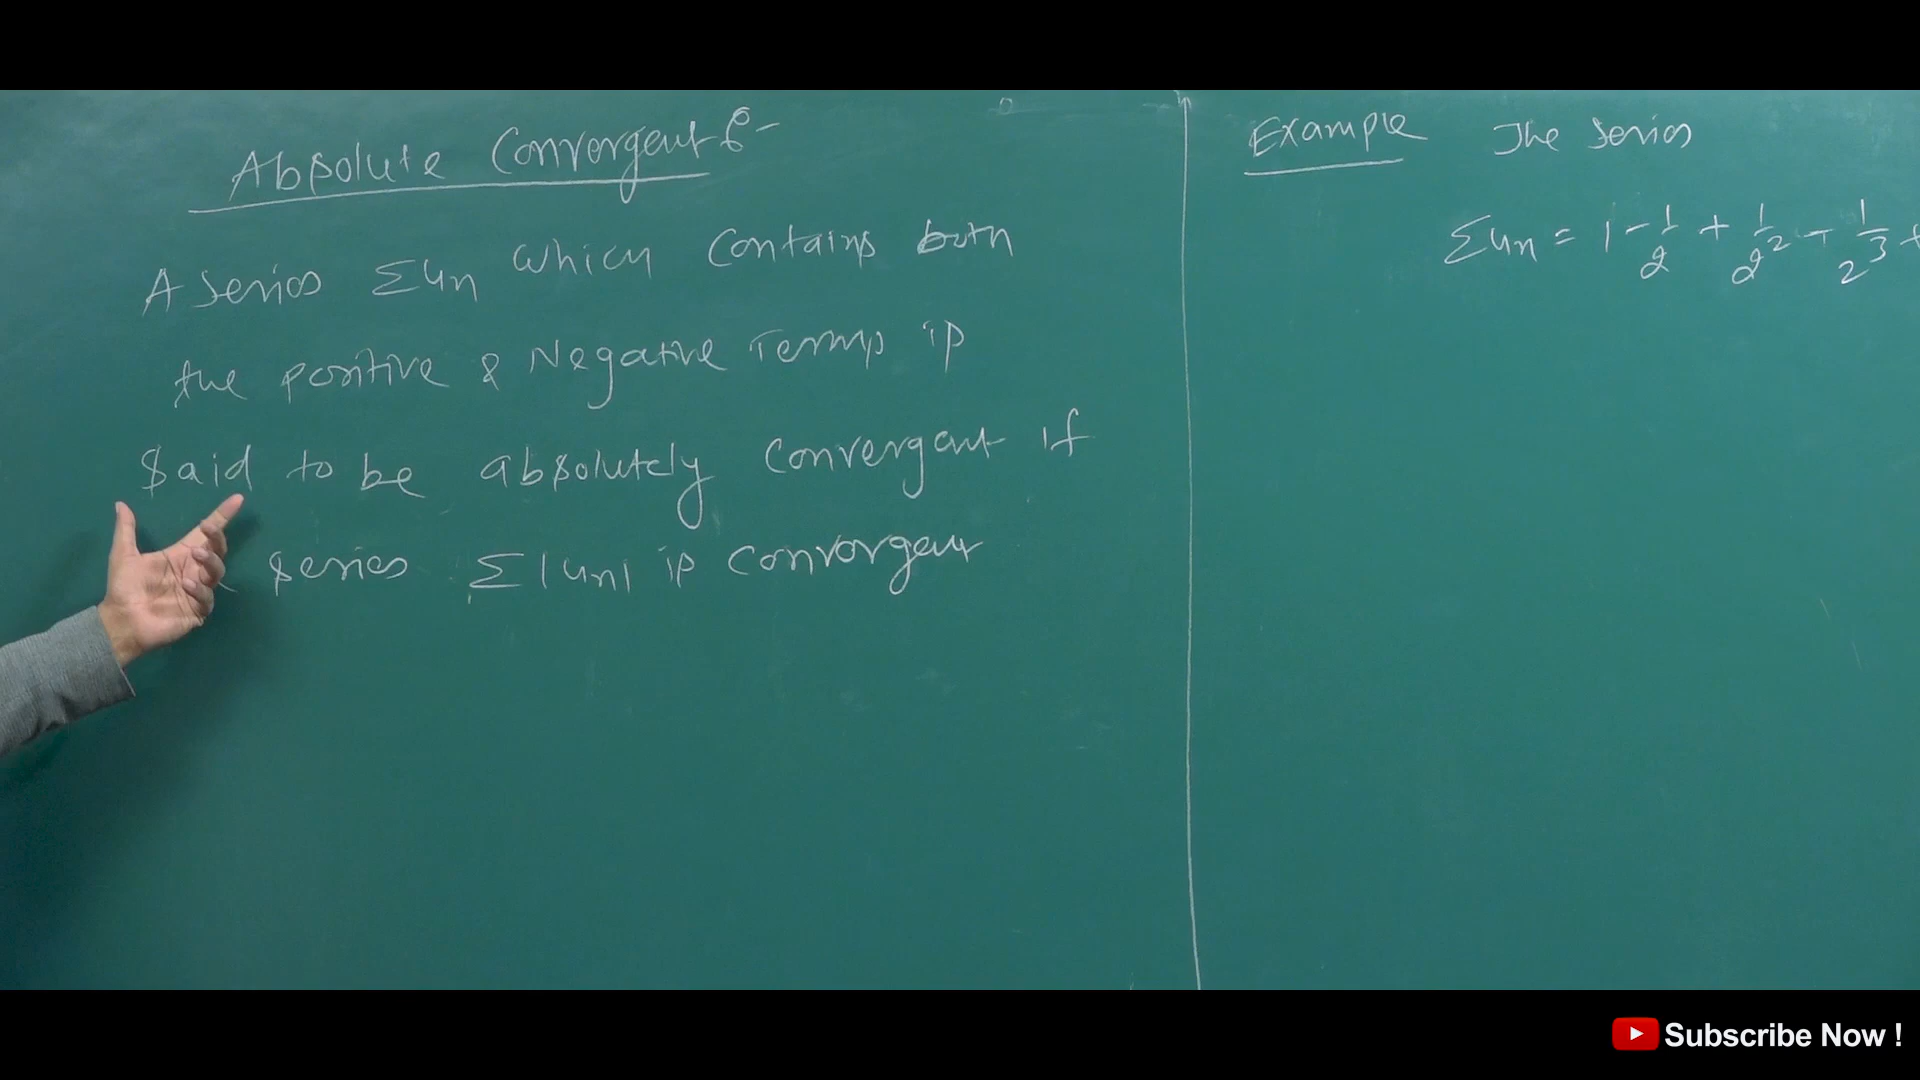 Absolute Convergent :-
A series Σun which contains both
the positive & Negative Terms is
said to be absolutely convergent if
series Σ|un| is convergent
Example The series
Σun = 1 - 1/2 + 1/2² - 1/2³ +
Subscribe Now !